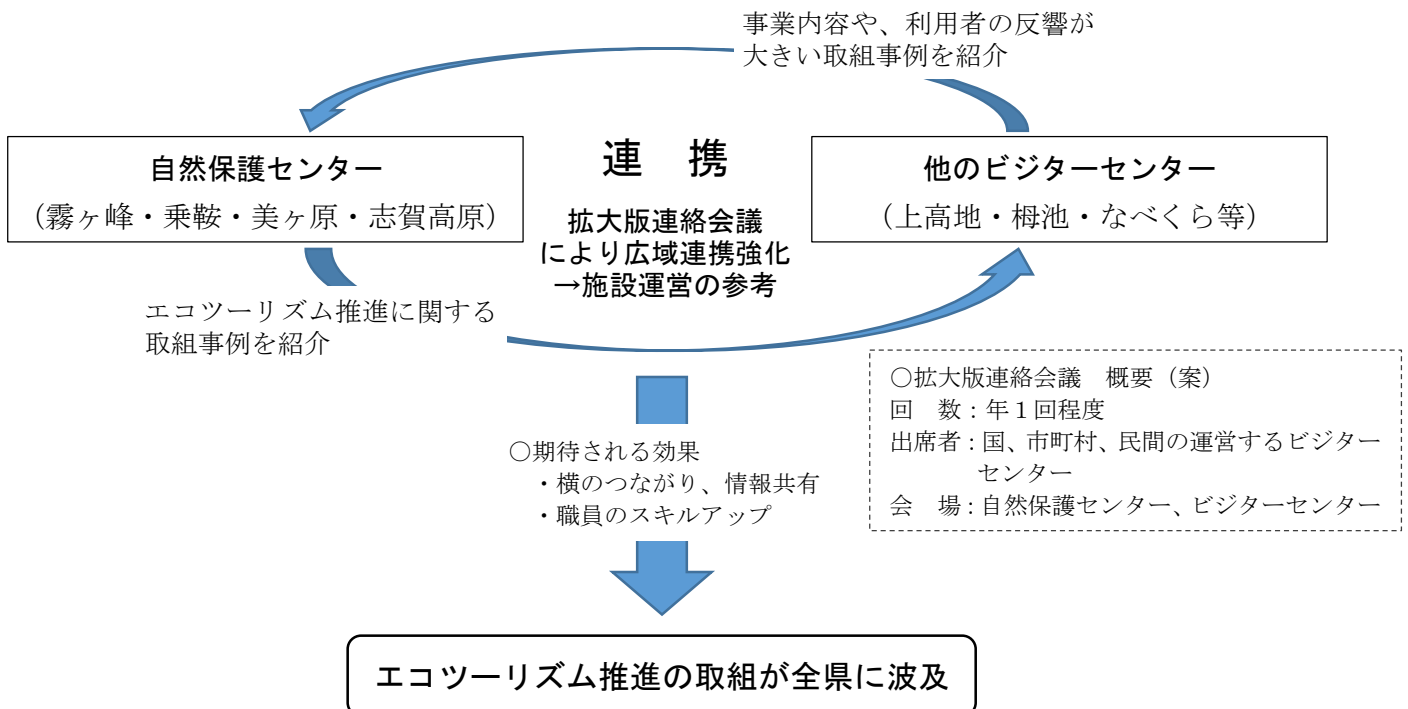 事業内容や、利用者の反響が
大きい取組事例を紹介
自然保護センター
（霧ヶ峰・乗鞍・美ヶ原・志賀高原）
連　携
拡大版連絡会議
により広域連携強化
→施設運営の参考
他のビジターセンター
（上高地・栂池・なべくら等）
エコツーリズム推進に関する
取組事例を紹介
○拡大版連絡会議　概要（案）
回　数：年１回程度
出席者：国、市町村、民間の運営するビジター
センター
会　場：自然保護センター、ビジターセンター
○期待される効果
・横のつながり、情報共有
・職員のスキルアップ
エコツーリズム推進の取組が全県に波及